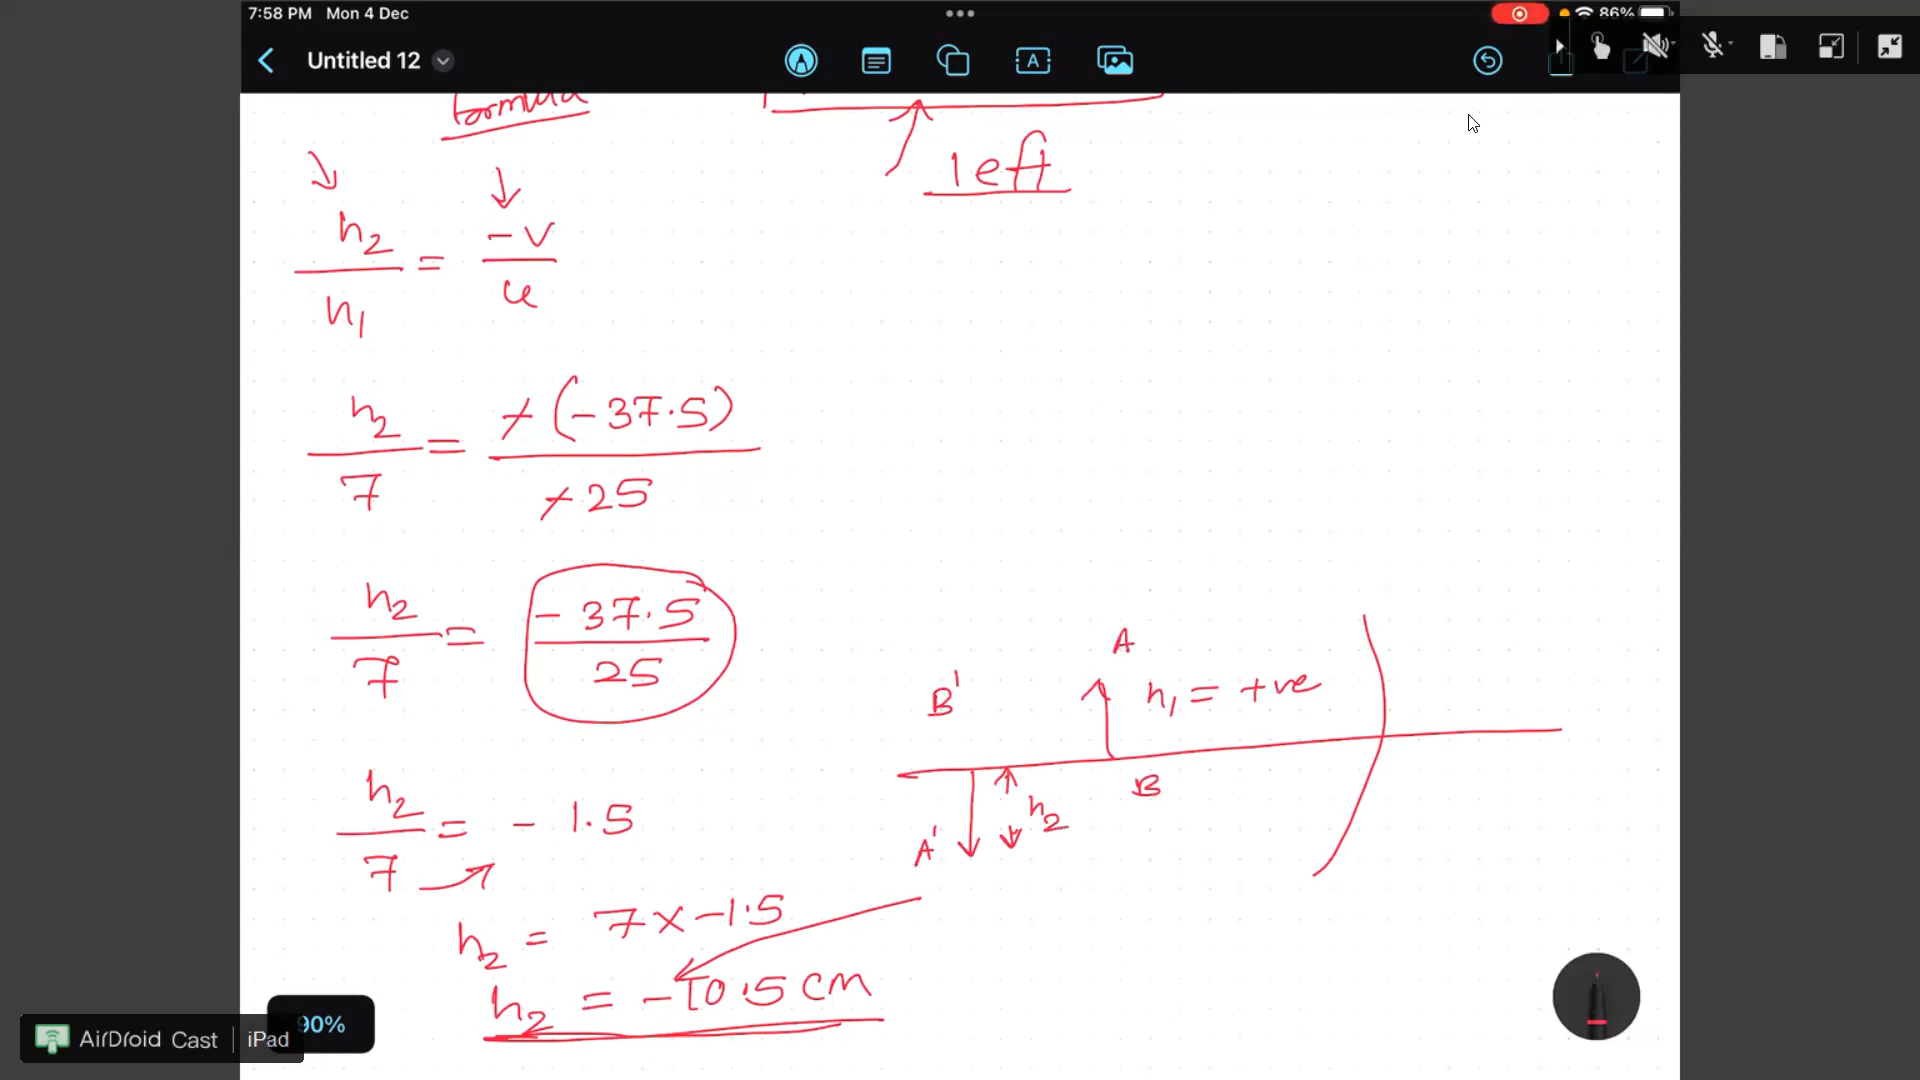 7:58 PM Mon 4 Dec
86%
Untitled 12
A
formula
left
h2 / h1 = -v / u
h2 / 7 = -(-37.5) / -25
h2 / 7 = -37.5 / 25
h2 / 7 = - 1.5
h2 = 7 x -1.5
h2 = -10.5 cm
A
B'
h1 = +ve
B
h2
A'
90%
AirDroid Cast | iPad